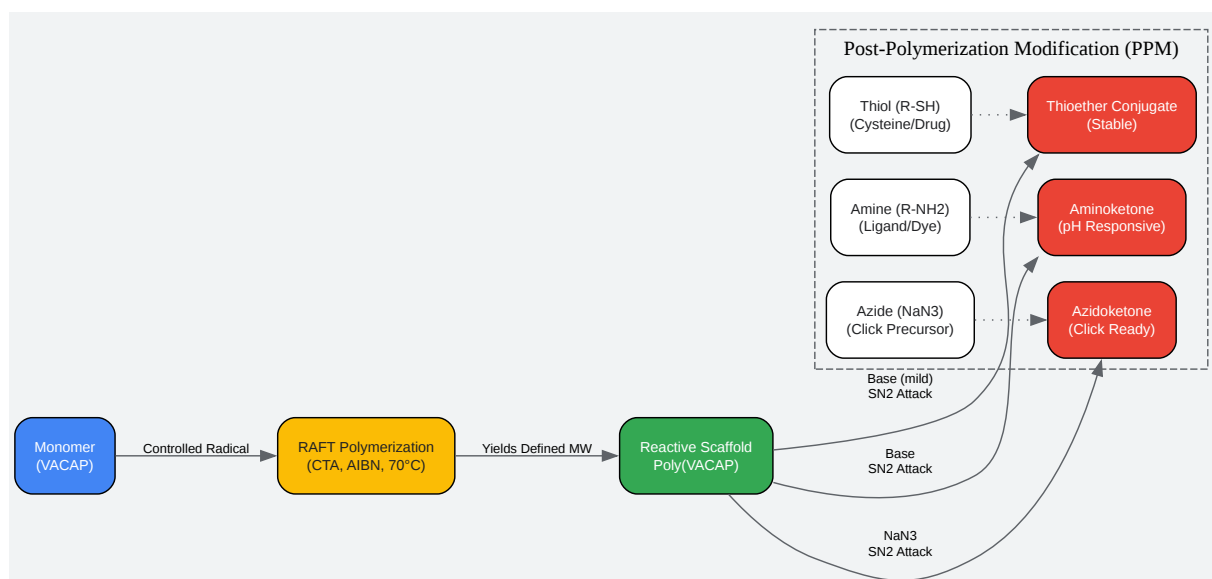 Post-Polymerization Modification (PPM)
Thiol (R-SH)
(Cysteine/Drug)
Thioether Conjugate
(Stable)
Amine (R-NH2)
(Ligand/Dye)
Aminoketone
(pH Responsive)
Azide (NaN3)
(Click Precursor)
Azidoketone
(Click Ready)
Monomer
(VACAP)
Controlled Radical
RAFT Polymerization
(CTA, AIBN, 70°C)
Yields Defined MW
Reactive Scaffold
Poly(VACAP)
Base (mild)
SN2 Attack
Base
SN2 Attack
NaN3
SN2 Attack